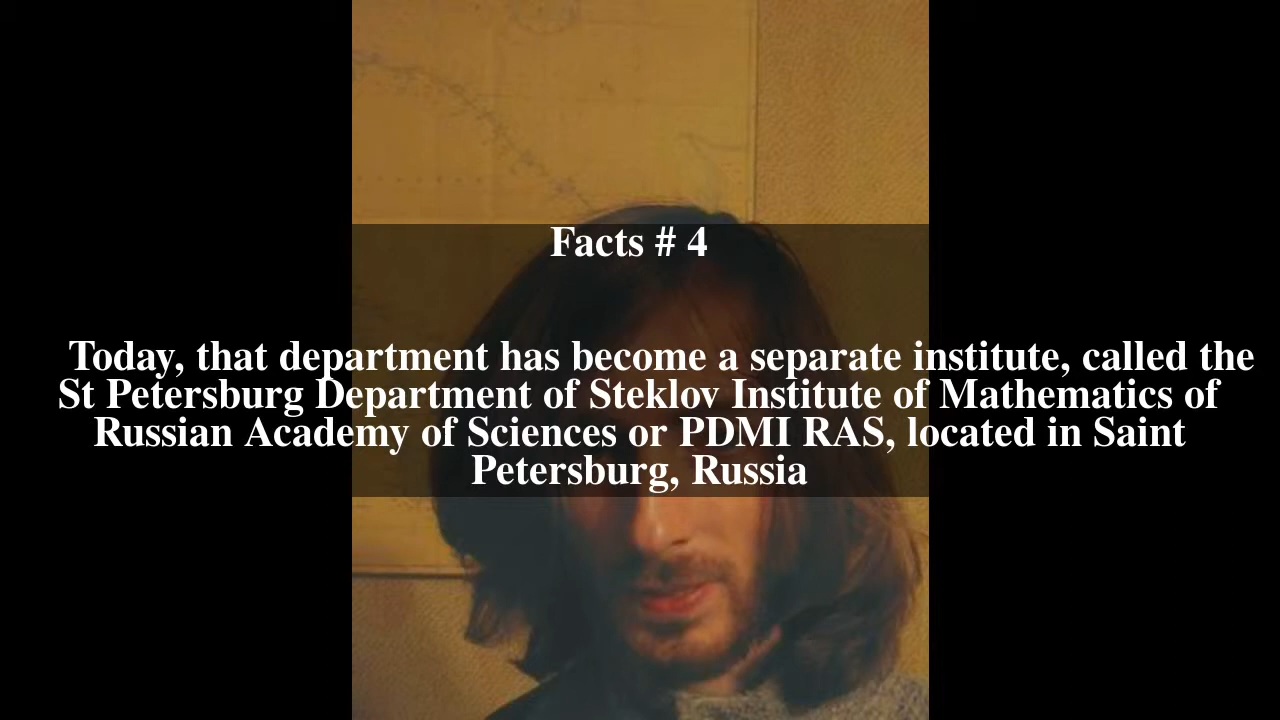 Facts # 4
Today, that department has become a separate institute, called the
St Petersburg Department of Steklov Institute of Mathematics of
Russian Academy of Sciences or PDMI RAS, located in Saint
Petersburg, Russia